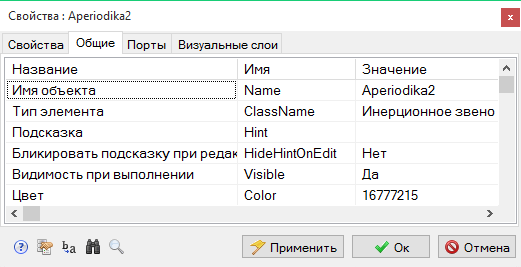 Свойства : Aperiodika2
x
Свойства Общие Порты Визуальные слои
Название Имя Значение
Имя объекта Name Aperiodika2
Тип элемента ClassName Инерционное звено
Подсказка Hint
Бликировать подсказку при редак HideHintOnEdit Нет
Видимость при выполнении Visible Да
Цвет Color 16777215
? b a Применить Ок Отмена